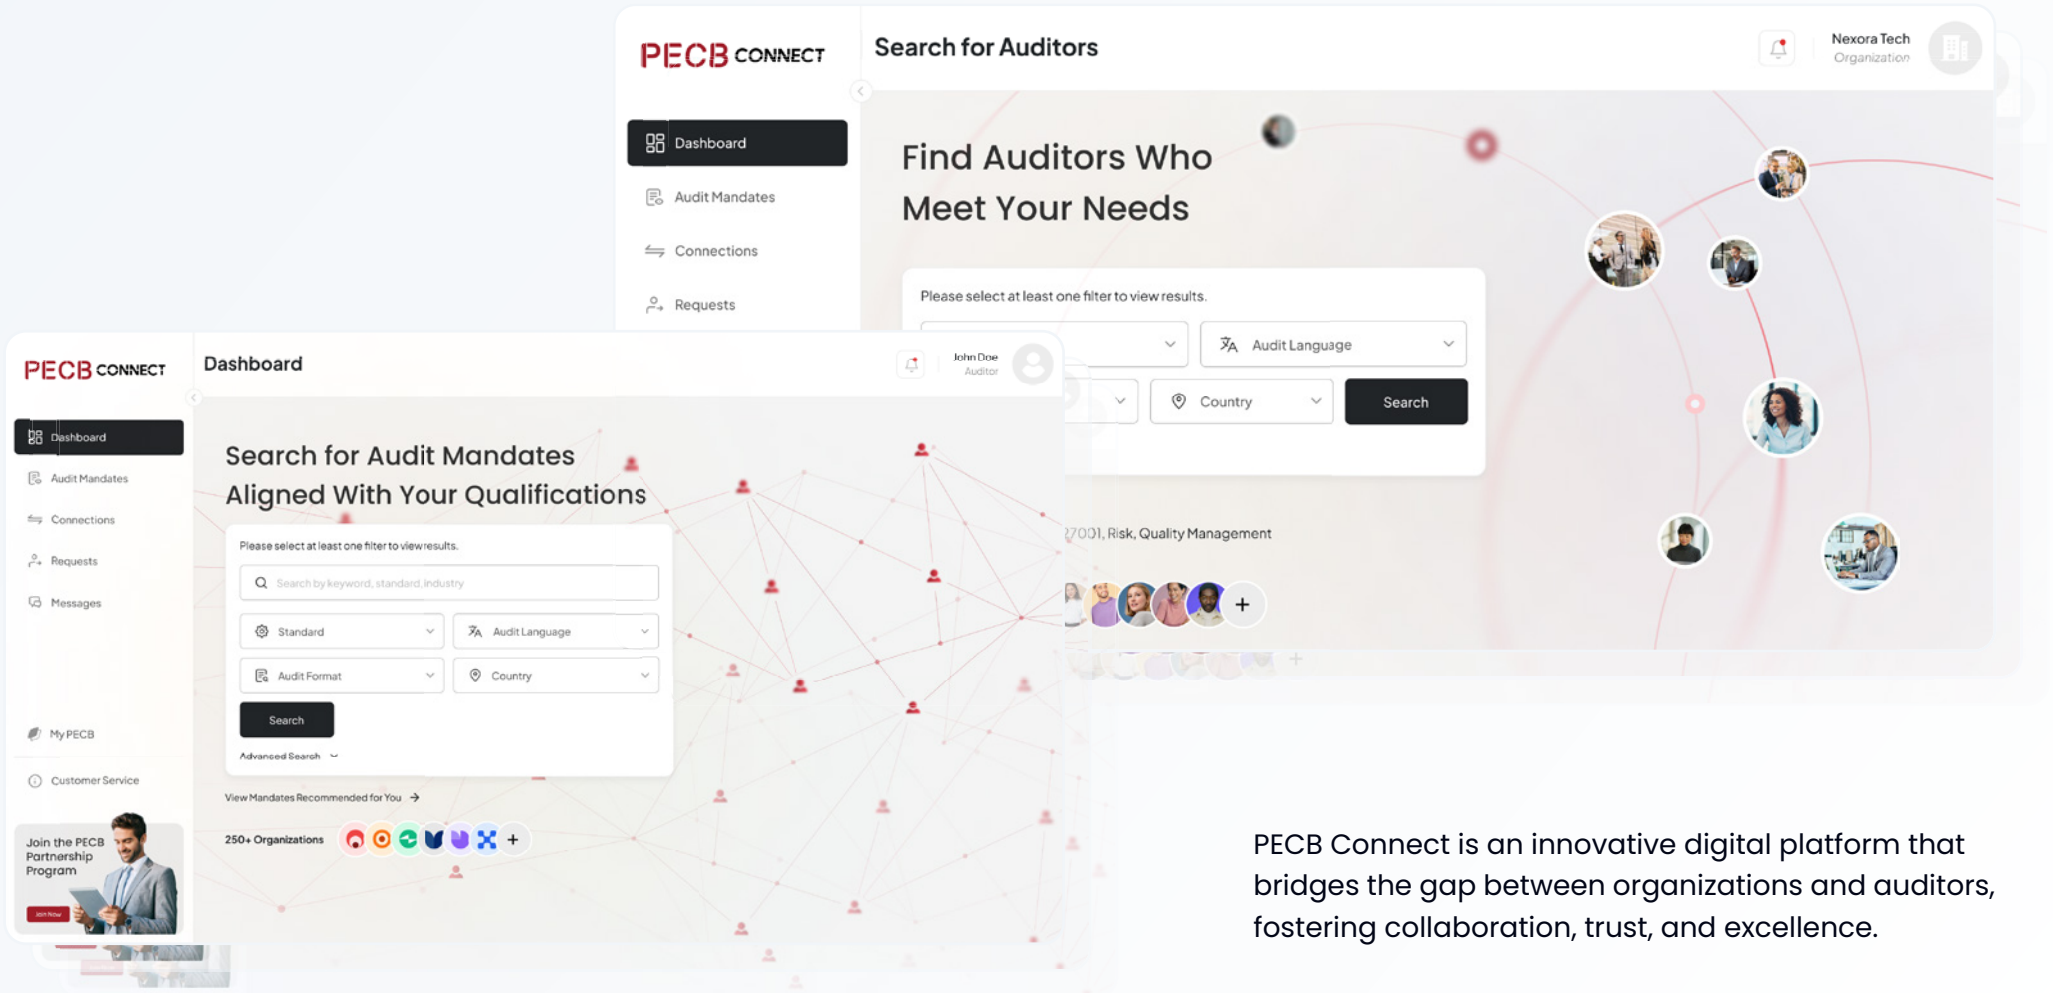 PECB CONNECT
Search for Auditors
Nexora Tech
Organization
Dashboard
Audit Mandates
Connections
Requests
Find Auditors Who
Meet Your Needs
Please select at least one filter to view results.
Audit Language
Country
Search
27001, Risk, Quality Management
+
PECB CONNECT
Dashboard
John Doe
Auditor
Dashboard
Audit Mandates
Connections
Requests
Messages
My PECB
Customer Service
Join the PECB
Partnership
Program
Join Now
Search for Audit Mandates
Aligned With Your Qualifications
Please select at least one filter to view results.
Search by keyword, standard, industry
Standard
Audit Language
Audit Format
Country
Search
Advanced Search
View Mandates Recommended for You
250+ Organizations
+
PECB Connect is an innovative digital platform that
bridges the gap between organizations and auditors,
fostering collaboration, trust, and excellence.